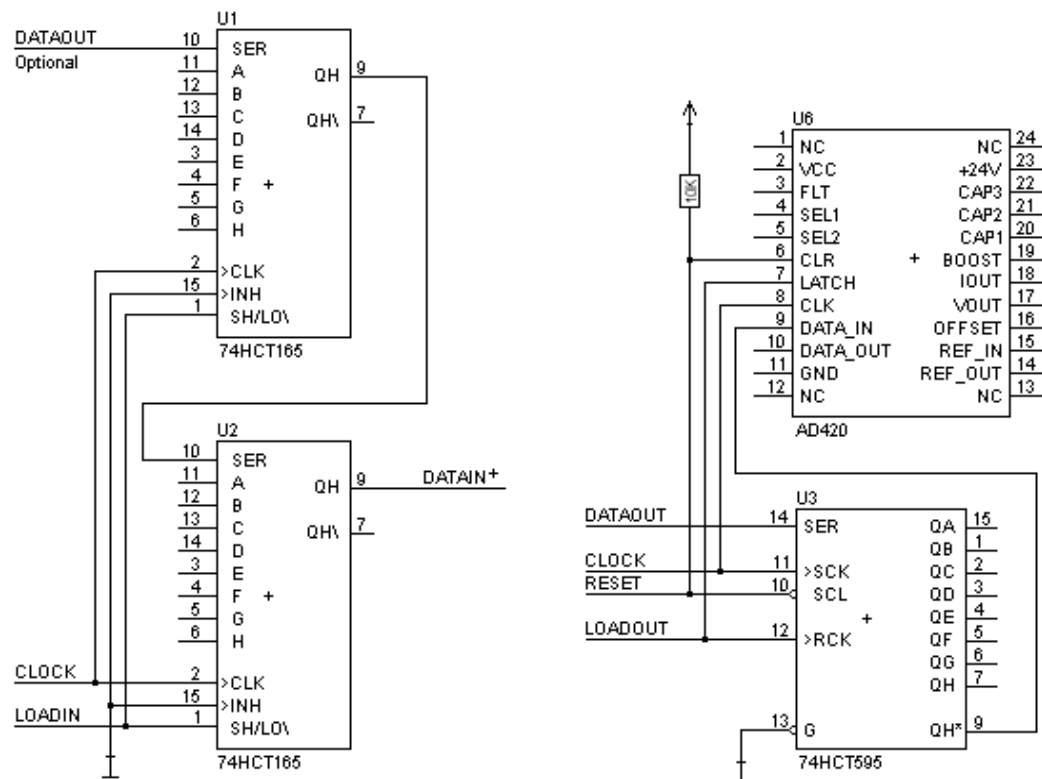 U1
DATAOUT 10 SER
Optional 11 A QH 9
12 B
13 C QH\ 7
14 D
3 E
4 F +
5 G
6 H
2 >CLK
15 >INH
1 SH/LO\
74HCT165
U2
10 SER
11 A QH 9 DATAIN+
12 B
13 C QH\ 7
14 D
3 E
4 F +
5 G
6 H
CLOCK 2 >CLK
15 >INH
LOADIN 1 SH/LO\
74HCT165
10K
U6
1 NC NC 24
2 VCC +24V 23
3 FLT CAP3 22
4 SEL1 CAP2 21
5 SEL2 CAP1 20
6 CLR + BOOST 19
7 LATCH IOUT 18
8 CLK VOUT 17
9 DATA_IN OFFSET 16
10 DATA_OUT REF_IN 15
11 GND REF_OUT 14
12 NC NC 13
AD420
U3
DATAOUT 14 SER QA 15
QB 1
CLOCK 11 >SCK QC 2
RESET 10 SCL QD 3
QE 4
LOADOUT 12 >RCK + QF 5
QG 6
QH 7
13 G QH* 9
74HCT595